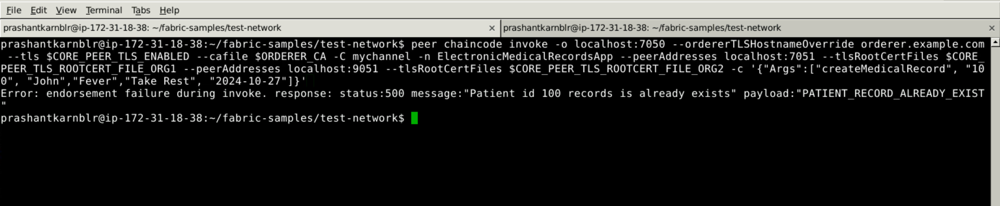 File Edit View Terminal Tabs Help
prashantkarnblr@ip-172-31-18-38: ~/fabric-samples/test-network × prashantkarnblr@ip-172-31-18-38: ~/fabric-samples/test-network ×
prashantkarnblr@ip-172-31-18-38:~/fabric-samples/test-network$ peer chaincode invoke -o localhost:7050 --ordererTLSHostnameOverride orderer.example.com
 --tls $CORE_PEER_TLS_ENABLED --cafile $ORDERER_CA -C mychannel -n ElectronicMedicalRecordsApp --peerAddresses localhost:7051 --tlsRootCertFiles $CORE_
PEER_TLS_ROOTCERT_FILE_ORG1 --peerAddresses localhost:9051 --tlsRootCertFiles $CORE_PEER_TLS_ROOTCERT_FILE_ORG2 -c '{"Args":["createMedicalRecord", "10
0", "John","Fever","Take Rest", "2024-10-27"]}'
Error: endorsement failure during invoke. response: status:500 message:"Patient id 100 records is already exists" payload:"PATIENT_RECORD_ALREADY_EXIST
"
prashantkarnblr@ip-172-31-18-38:~/fabric-samples/test-network$